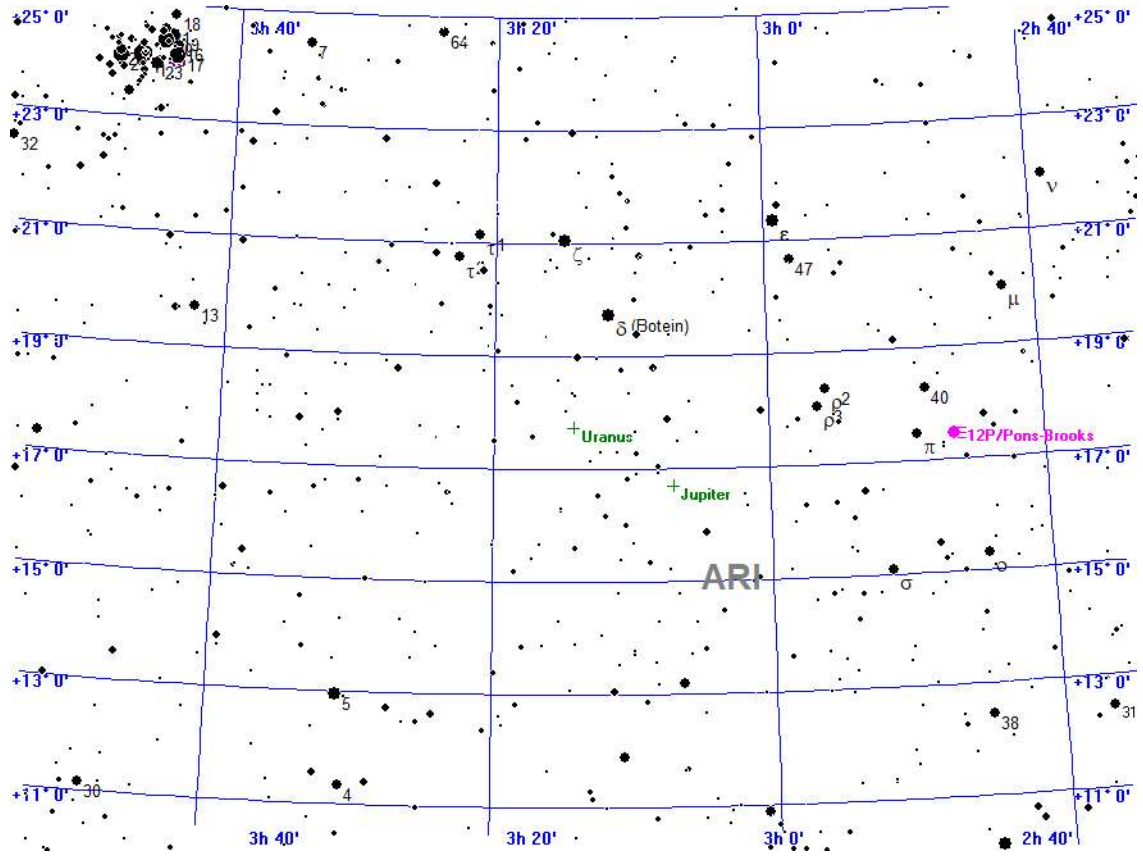 +25° 0' 3h 40' 3h 20' 3h 0' 2h 40' +25° 0'
18
64
7
16
17
23
+23° 0' +23° 0'
32
ν
+21° 0' +21° 0'
ε
τ1
ζ
47
τ2
μ
13
δ (Botein)
+19° 0' +19° 0'
40
ρ2
ρ3
Uranus
12P/Pons-Brooks
π
+17° 0' +17° 0'
Jupiter
+15° 0' ARI +15° 0'
ο
σ
+13° 0' +13° 0'
5
31
38
30
4
+11° 0' +11° 0'
3h 40' 3h 20' 3h 0' 2h 40'